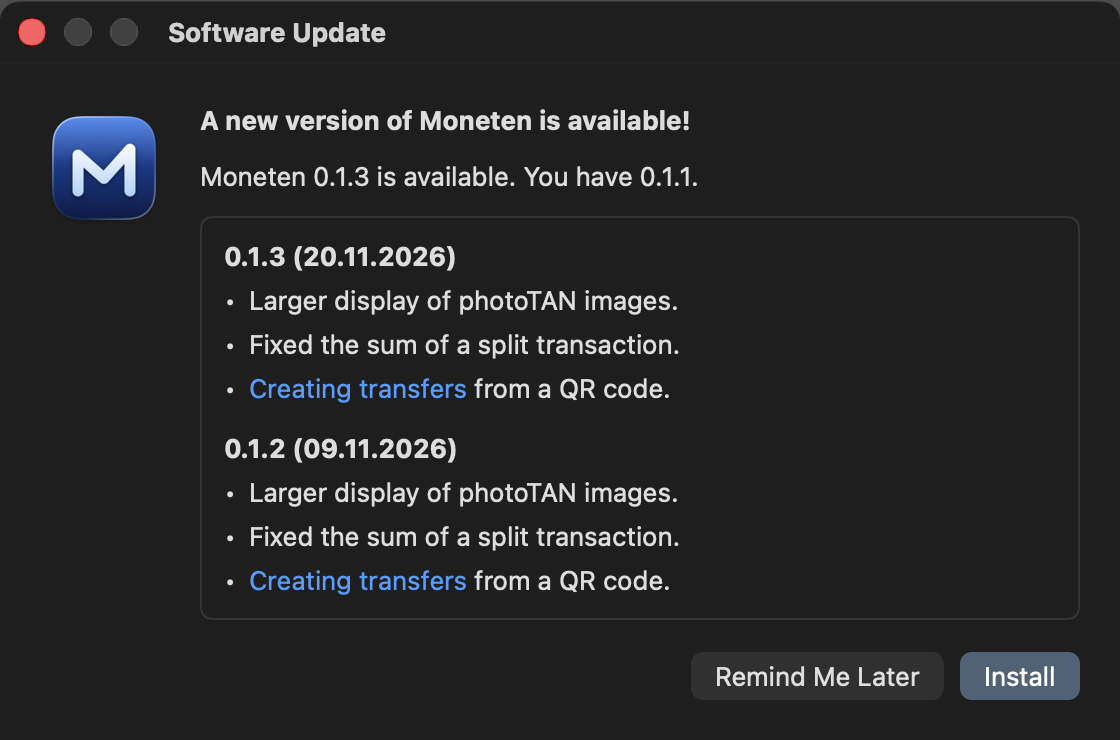 Software Update
A new version of Moneten is available!
Moneten 0.1.3 is available. You have 0.1.1.
0.1.3 (20.11.2026)
• Larger display of photoTAN images.
• Fixed the sum of a split transaction.
• Creating transfers from a QR code.
0.1.2 (09.11.2026)
• Larger display of photoTAN images.
• Fixed the sum of a split transaction.
• Creating transfers from a QR code.
Remind Me Later
Install